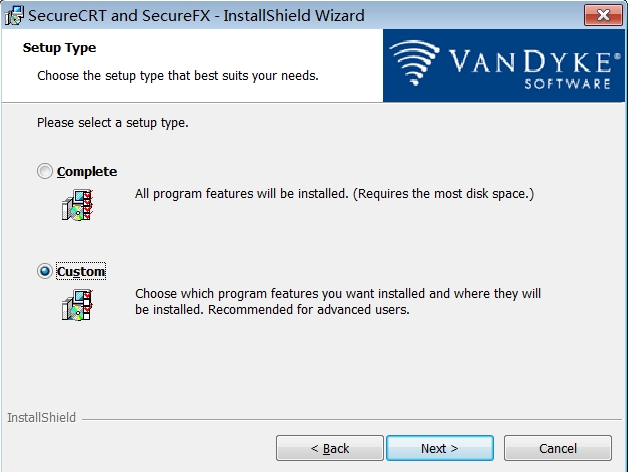 SecureCRT and SecureFX - InstallShield Wizard
Setup Type
Choose the setup type that best suits your needs.
VANDYKE®
SOFTWARE
Please select a setup type.
Complete
All program features will be installed. (Requires the most disk space.)
Custom
Choose which program features you want installed and where they will
be installed. Recommended for advanced users.
InstallShield
< Back
Next >
Cancel